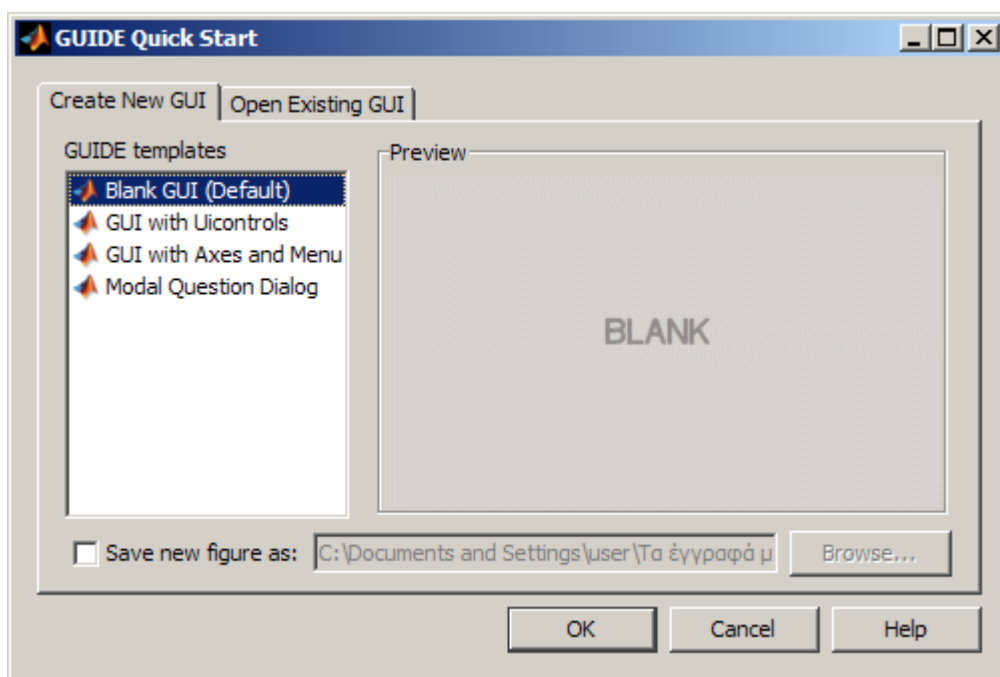 GUIDE Quick Start
Create New GUI
Open Existing GUI
GUIDE templates
Preview
Blank GUI (Default)
GUI with Uicontrols
GUI with Axes and Menu
Modal Question Dialog
BLANK
Save new figure as:
C:\Documents and Settings\user\Τα έγγραφά μ
Browse...
OK
Cancel
Help